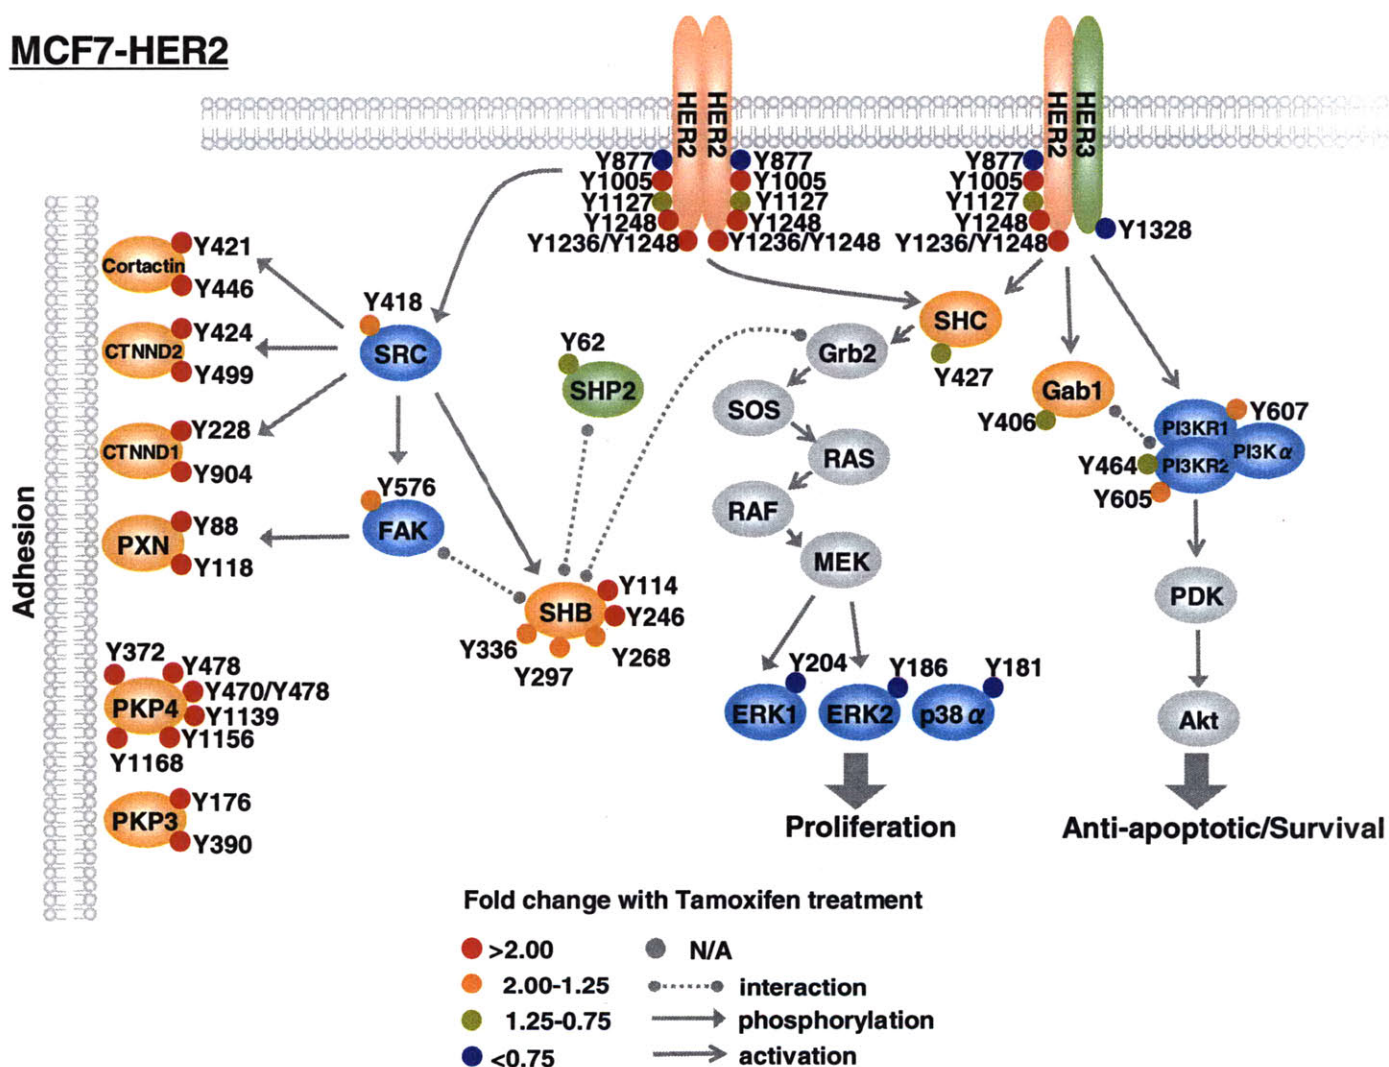 MCF7-HER2
HER2
HER2
HER2
HER3
Y877
Y1005
Y1127
Y1248
Y1236/Y1248
Y877
Y1005
Y1127
Y1248
Y1236/Y1248
Y877
Y1005
Y1127
Y1248
Y1236/Y1248
Y1328
Adhesion
Cortactin
Y421
Y446
CTNND2
Y424
Y499
CTNND1
Y228
Y904
PXN
Y88
Y118
Y372
Y478
Y470/Y478
PKP4
Y1139
Y1156
Y1168
PKP3
Y176
Y390
Y418
SRC
Y576
FAK
Y62
SHP2
SHB
Y114
Y246
Y336
Y297
Y268
SHC
Y427
Grb2
SOS
RAS
RAF
MEK
Y204
Y186
Y181
ERK1
ERK2
p38α
Proliferation
Gab1
Y406
PI3KR1
Y607
PI3Kα
Y464
PI3KR2
Y605
PDK
Akt
Anti-apoptotic/Survival
Fold change with Tamoxifen treatment
>2.00
N/A
2.00-1.25
interaction
1.25-0.75
phosphorylation
<0.75
activation